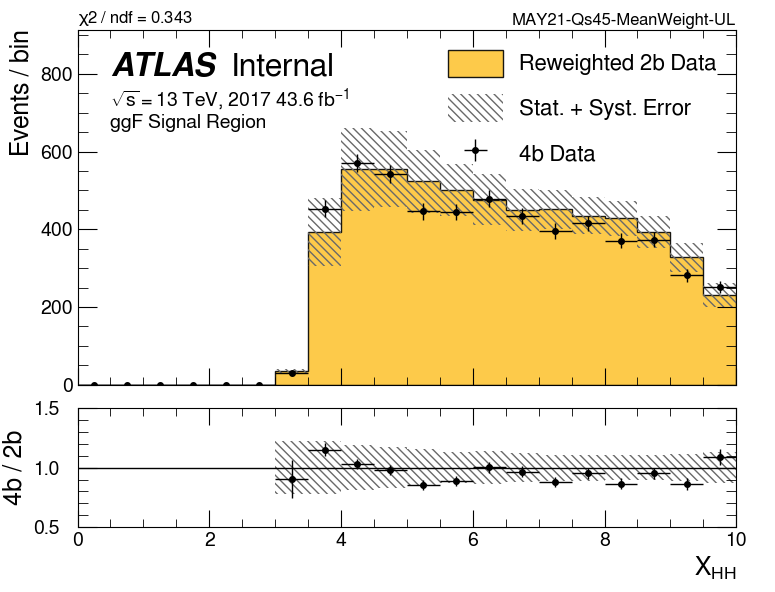 χ² / ndf = 0.343
MAY21-Qs45-MeanWeight-UL
Events / bin
ATLAS Internal
√s = 13 TeV, 2017 43.6 fb⁻¹
ggF Signal Region
Reweighted 2b Data
Stat. + Syst. Error
4b Data
800
600
400
200
0
4b / 2b
1.5
1.0
0.5
0 2 4 6 8 10
X_HH